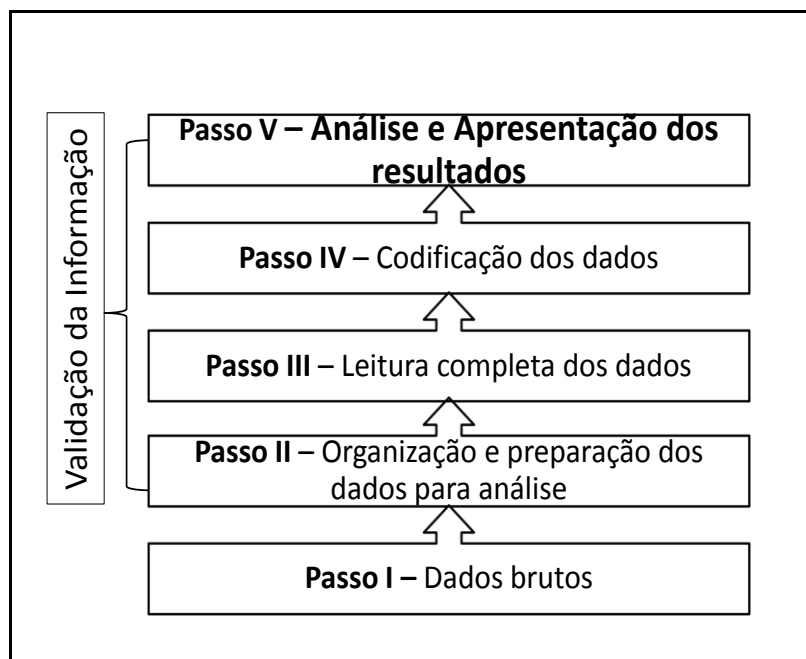 Validação da Informação
Passo V – Análise e Apresentação dos
resultados
Passo IV – Codificação dos dados
Passo III – Leitura completa dos dados
Passo II – Organização e preparação dos
dados para análise
Passo I – Dados brutos